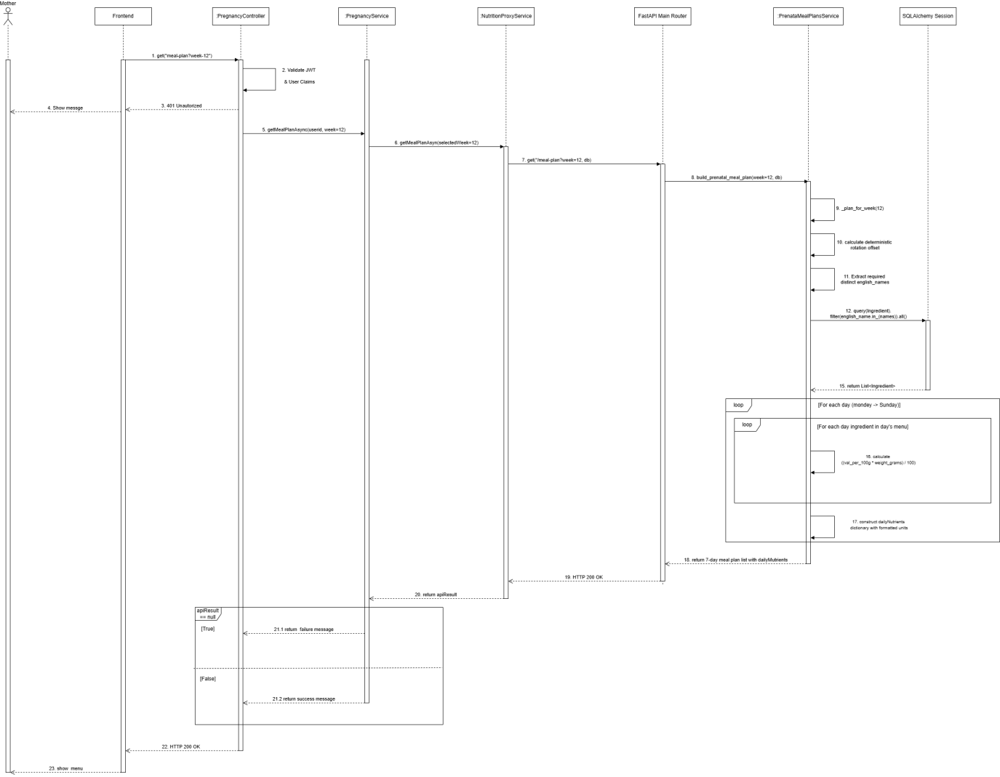 Mother
Frontend
:PregnancyController
:PregnancyService
:NutritionProxyService
FastAPI Main Router
:PrenataMealPlansService
SQLAlchemy Session
1. get("meal-plan?week-12")
2. Validate JWT
& User Claims
3. 401 Unautorized
4. Show messge
5. getMealPlanAsync(userid, week=12)
6. getMealPlanAsyn(selectedWeek=12)
7. get("/meal-plan?week=12, db)
8. build_prenatal_meal_plan(week=12, db)
9. _plan_for_week(12)
10. calculate deterministic
rotation offset
11. Extract required
distinct english_names
12. query(Ingredient).
filter(english_name.in_(names)).all()
15. return List<Ingredient>
loop
[For each day (mondey -> Sunday)]
loop
[For each day ingredient in day's menu]
16. calculate
((val_per_100g * weight_grams) / 100)
17. construct dailyNutrients
dictionary with formatted units
18. return 7-day meal plan list with dailyMutrients
19. HTTP 200 OK
20. return apiResult
apiResult
== null
[True]
21.1 return  failure message
[False]
21.2 return success message
22. HTTP 200 OK
23. show  menu